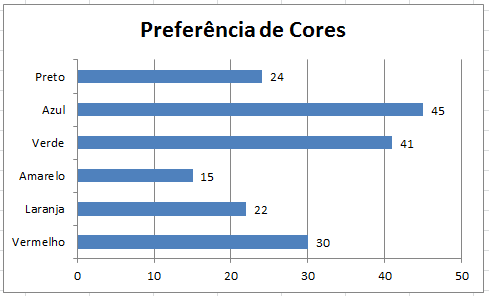 Preferência de Cores
Preto 24
Azul 45
Verde 41
Amarelo 15
Laranja 22
Vermelho 30
0 10 20 30 40 50